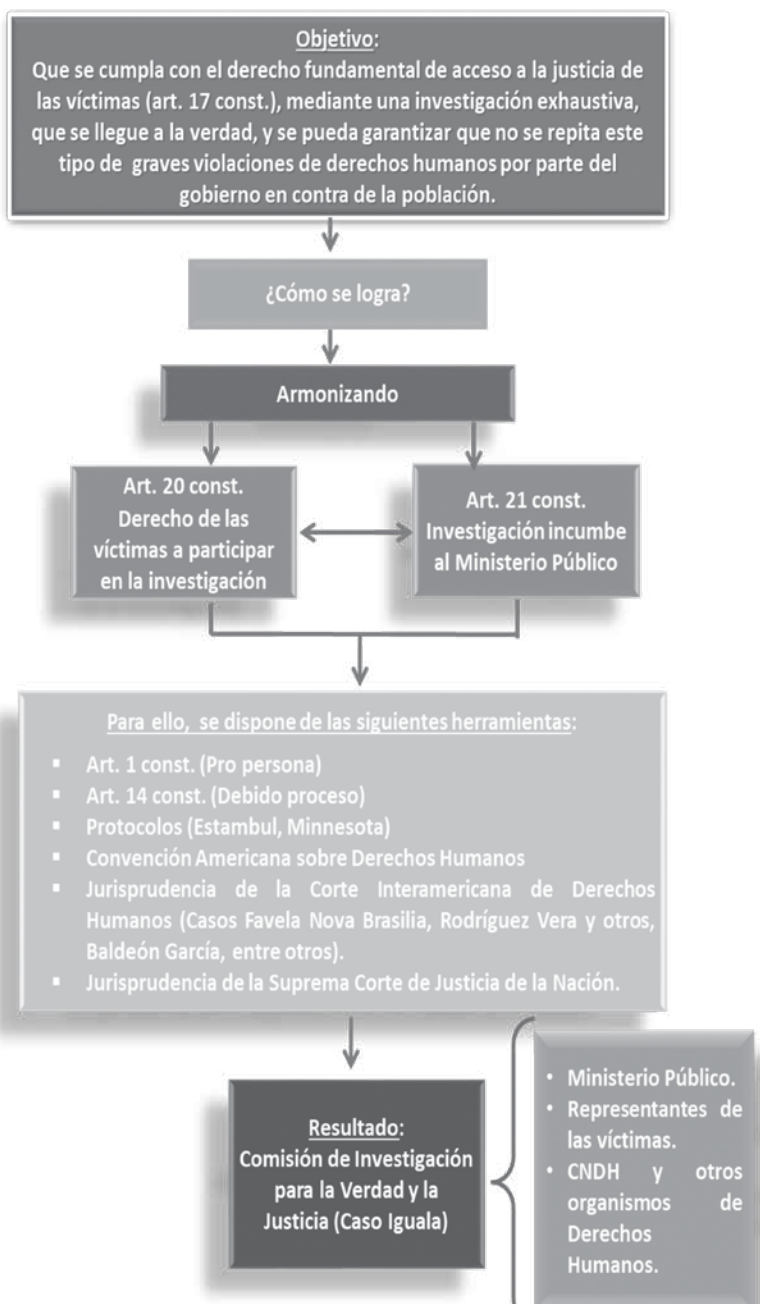 Objetivo:
Que se cumpla con el derecho fundamental de acceso a la justicia de
las víctimas (art. 17 const.), mediante una investigación exhaustiva,
que se llegue a la verdad, y se pueda garantizar que no se repita este
tipo de graves violaciones de derechos humanos por parte del
gobierno en contra de la población.
¿Cómo se logra?
Armonizando
Art. 20 const.
Derecho de las
víctimas a participar
en la investigación
Art. 21 const.
Investigación incumbe
al Ministerio Público
Para ello, se dispone de las siguientes herramientas:
▪ Art. 1 const. (Pro persona)
▪ Art. 14 const. (Debido proceso)
▪ Protocolos (Estambul, Minnesota)
▪ Convención Americana sobre Derechos Humanos
▪ Jurisprudencia de la Corte Interamericana de Derechos
Humanos (Casos Favela Nova Brasilia, Rodríguez Vera y otros,
Baldeón García, entre otros).
▪ Jurisprudencia de la Suprema Corte de Justicia de la Nación.
Resultado:
Comisión de Investigación
para la Verdad y la
Justicia (Caso Iguala)
• Ministerio Público.
• Representantes de
las víctimas.
• CNDH y otros
organismos de
Derechos
Humanos.